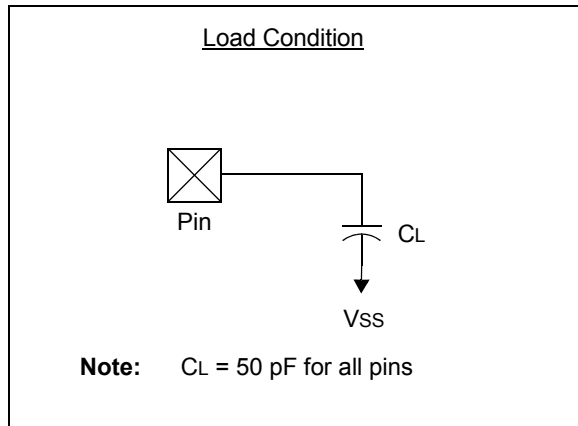 Load Condition
Pin
CL
VSS
Note: CL = 50 pF for all pins